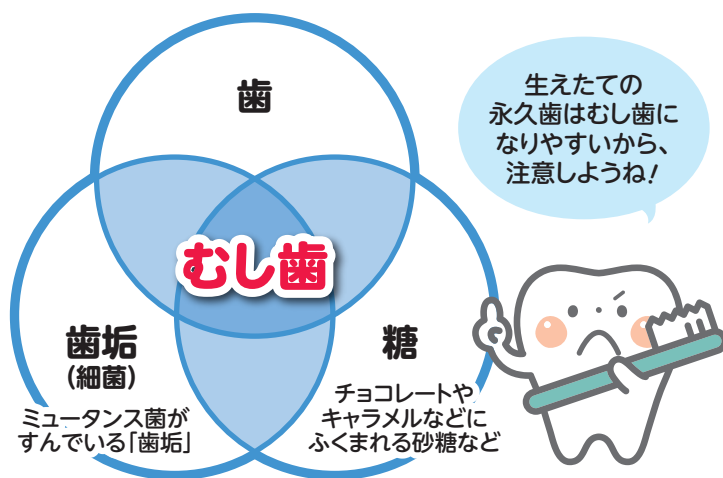 歯
生えたての
永久歯はむし歯に
なりやすいから、
注意しようね！
むし歯
歯垢
（細菌）
ミュータンス菌が
すんでいる「歯垢」
糖
チョコレートや
キャラメルなどに
ふくまれる砂糖など